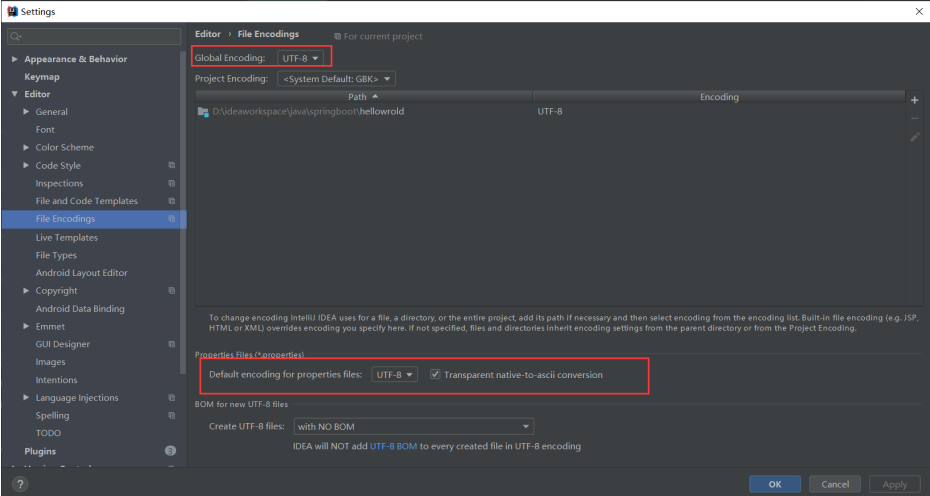 Settings
Editor › File Encodings For current project
Global Encoding: UTF-8
Project Encoding: <System Default: GBK>
Path Encoding
D:\ideaworkspace\java\springboot\hellowrold UTF-8
Appearance & Behavior
Keymap
Editor
General
Font
Color Scheme
Code Style
Inspections
File and Code Templates
File Encodings
Live Templates
File Types
Android Layout Editor
Copyright
Android Data Binding
Emmet
GUI Designer
Images
Intentions
Language Injections
Spelling
TODO
Plugins 3
To change encoding IntelliJ IDEA uses for a file, a directory, or the entire project, add its path if necessary and then select encoding from the encoding list. Built-in file encoding (e.g. JSP,
HTML or XML) overrides encoding you specify here. If not specified, files and directories inherit encoding settings from the parent directory or from the Project Encoding.
Properties Files (*.properties)
Default encoding for properties files: UTF-8 Transparent native-to-ascii conversion
BOM for new UTF-8 files
Create UTF-8 files: with NO BOM
IDEA will NOT add UTF-8 BOM to every created file in UTF-8 encoding
? OK Cancel Apply